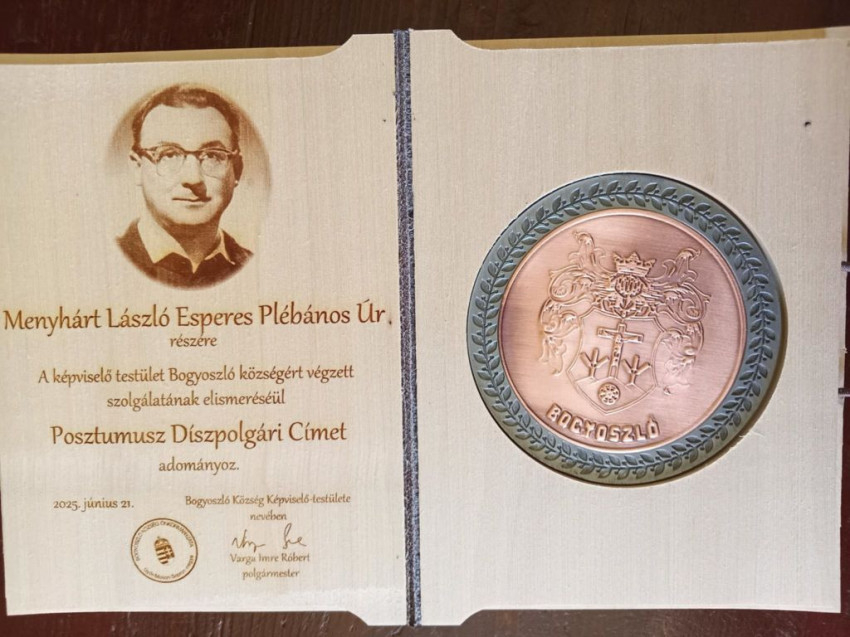 Menyhárt László Esperes Plébános Úr
részére
A képviselő testület Bogyoszló községért végzett
szolgálatának elismeréséül
Posztumusz Díszpolgári Címet
adományoz.
2025. június 21.
Bogyoszló Község Képviselő-testülete
nevében
Varga Imre Róbert
polgármester
BOGYOSZLÓ